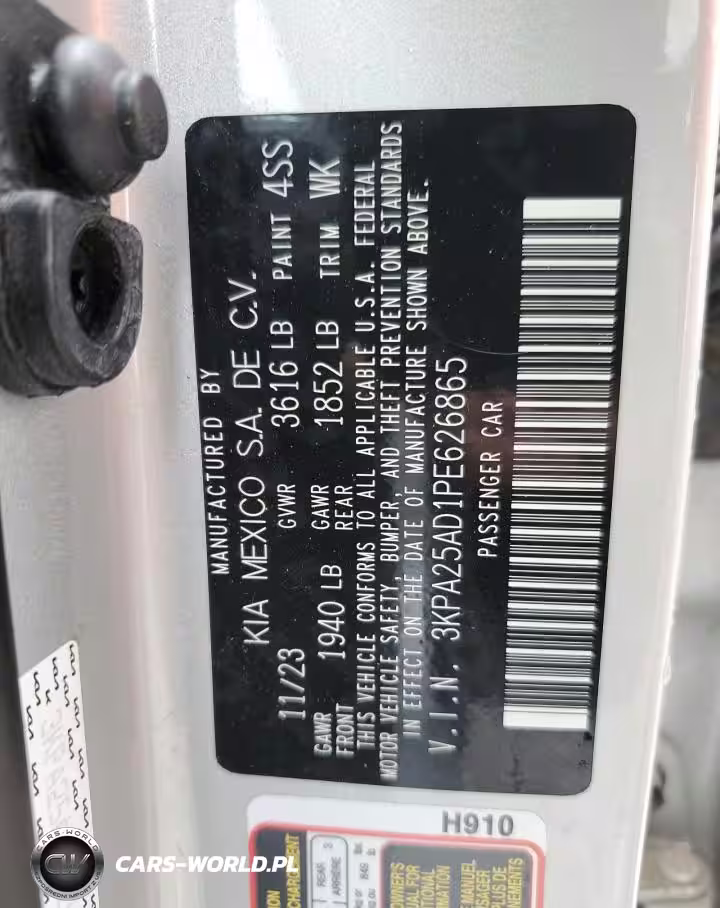 MANUFACTURED BY
KIA MEXICO S.A. DE C.V.
11/23 GVWR 3616 LB PAINT 4SS
GAWR FRONT 1940 LB GAWR REAR 1852 LB TRIM WK
THIS VEHICLE CONFORMS TO ALL APPLICABLE U.S.A. FEDERAL
MOTOR VEHICLE SAFETY, BUMPER, AND THEFT PREVENTION STANDARDS
IN EFFECT ON THE DATE OF MANUFACTURE SHOWN ABOVE.
V.I.N. 3KPA25AD1PE626865
PASSENGER CAR
H910
REAR
ARRIERE
CARS-WORLD.PL